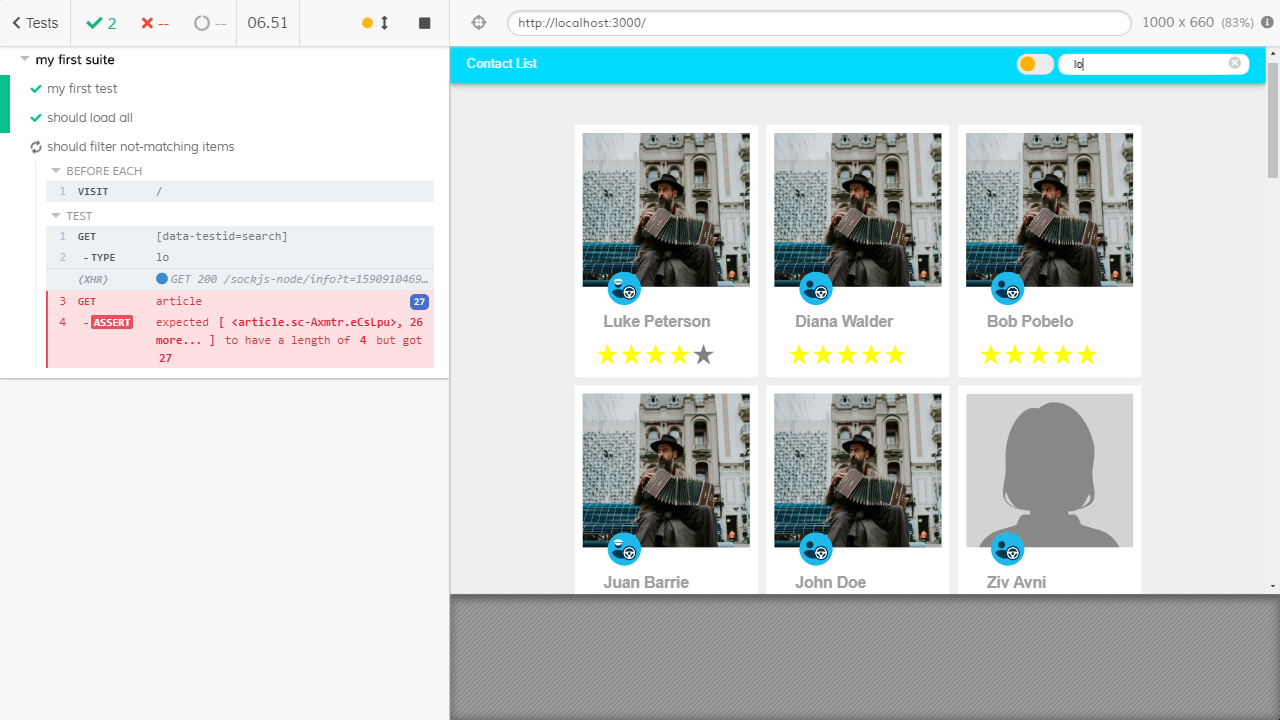 Tests
2
--
--
06.51
http://localhost:3000/
1000 x 660 (83%)
my first suite
my first test
should load all
should filter not-matching items
BEFORE EACH
1 VISIT /
TEST
1 GET [data-testid=search]
2 - TYPE lo
(XHR) GET 200 /sockjs-node/info?t=1590910469…
3 GET article 27
4 - ASSERT expected [ <article.sc-Axmtr.eCsLpu>, 26
more... ] to have a length of 4 but got
27
Contact List
lo
Luke Peterson
Diana Walder
Bob Pobelo
Juan Barrie
John Doe
Ziv Avni